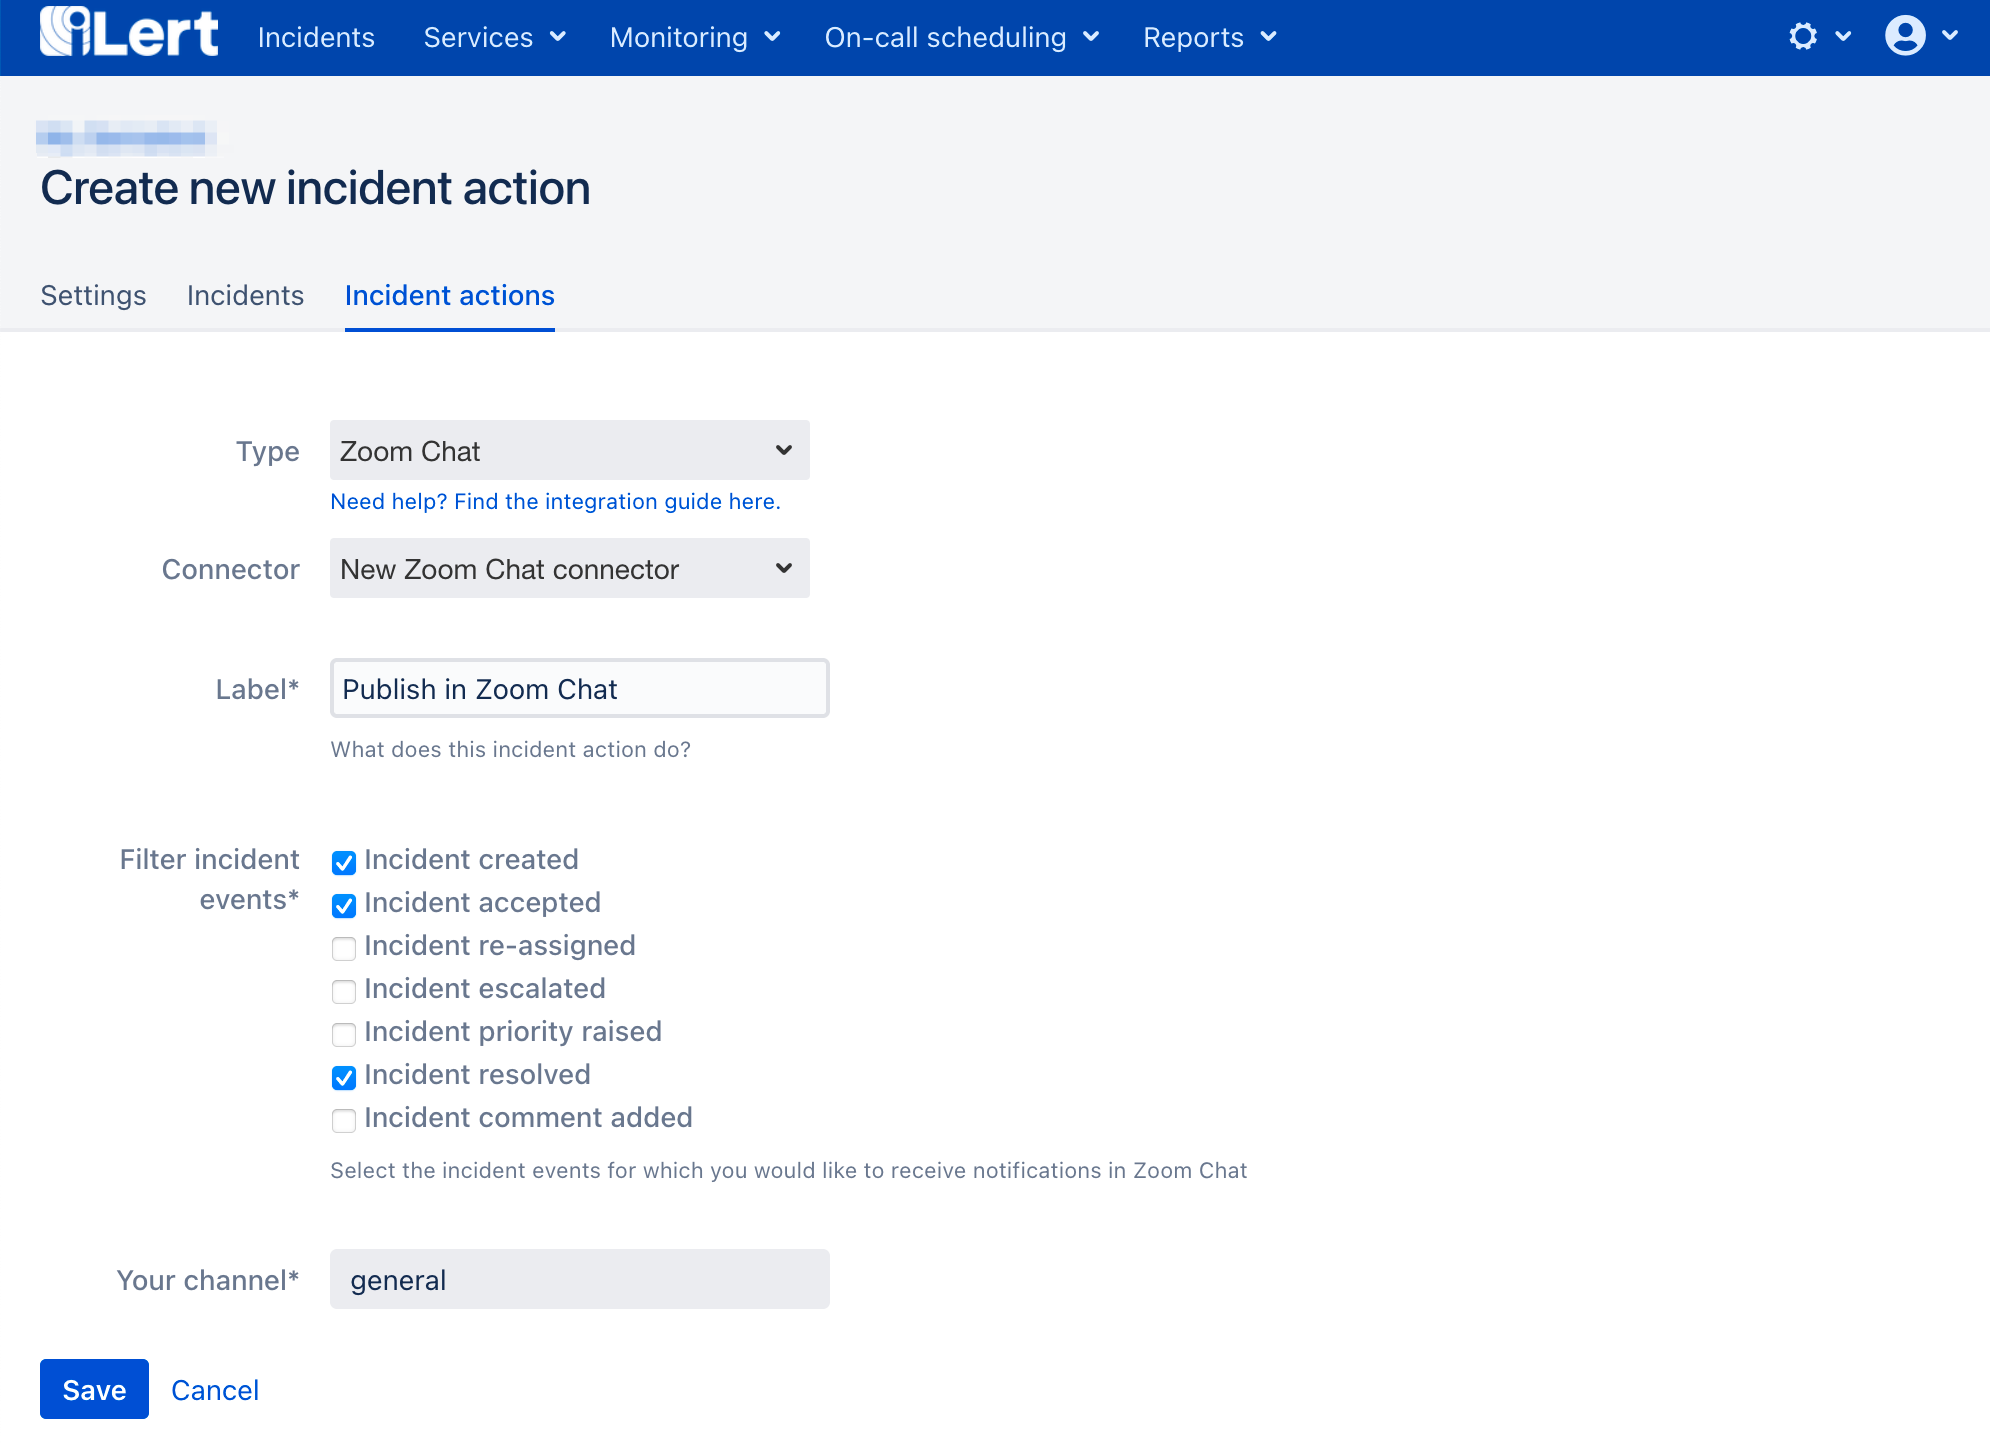 iLert Incidents Services Monitoring On-call scheduling Reports
Create new incident action
Settings Incidents Incident actions
Type Zoom Chat
Need help? Find the integration guide here.
Connector New Zoom Chat connector
Label* Publish in Zoom Chat
What does this incident action do?
Filter incident events*
Incident created
Incident accepted
Incident re-assigned
Incident escalated
Incident priority raised
Incident resolved
Incident comment added
Select the incident events for which you would like to receive notifications in Zoom Chat
Your channel* general
Save Cancel